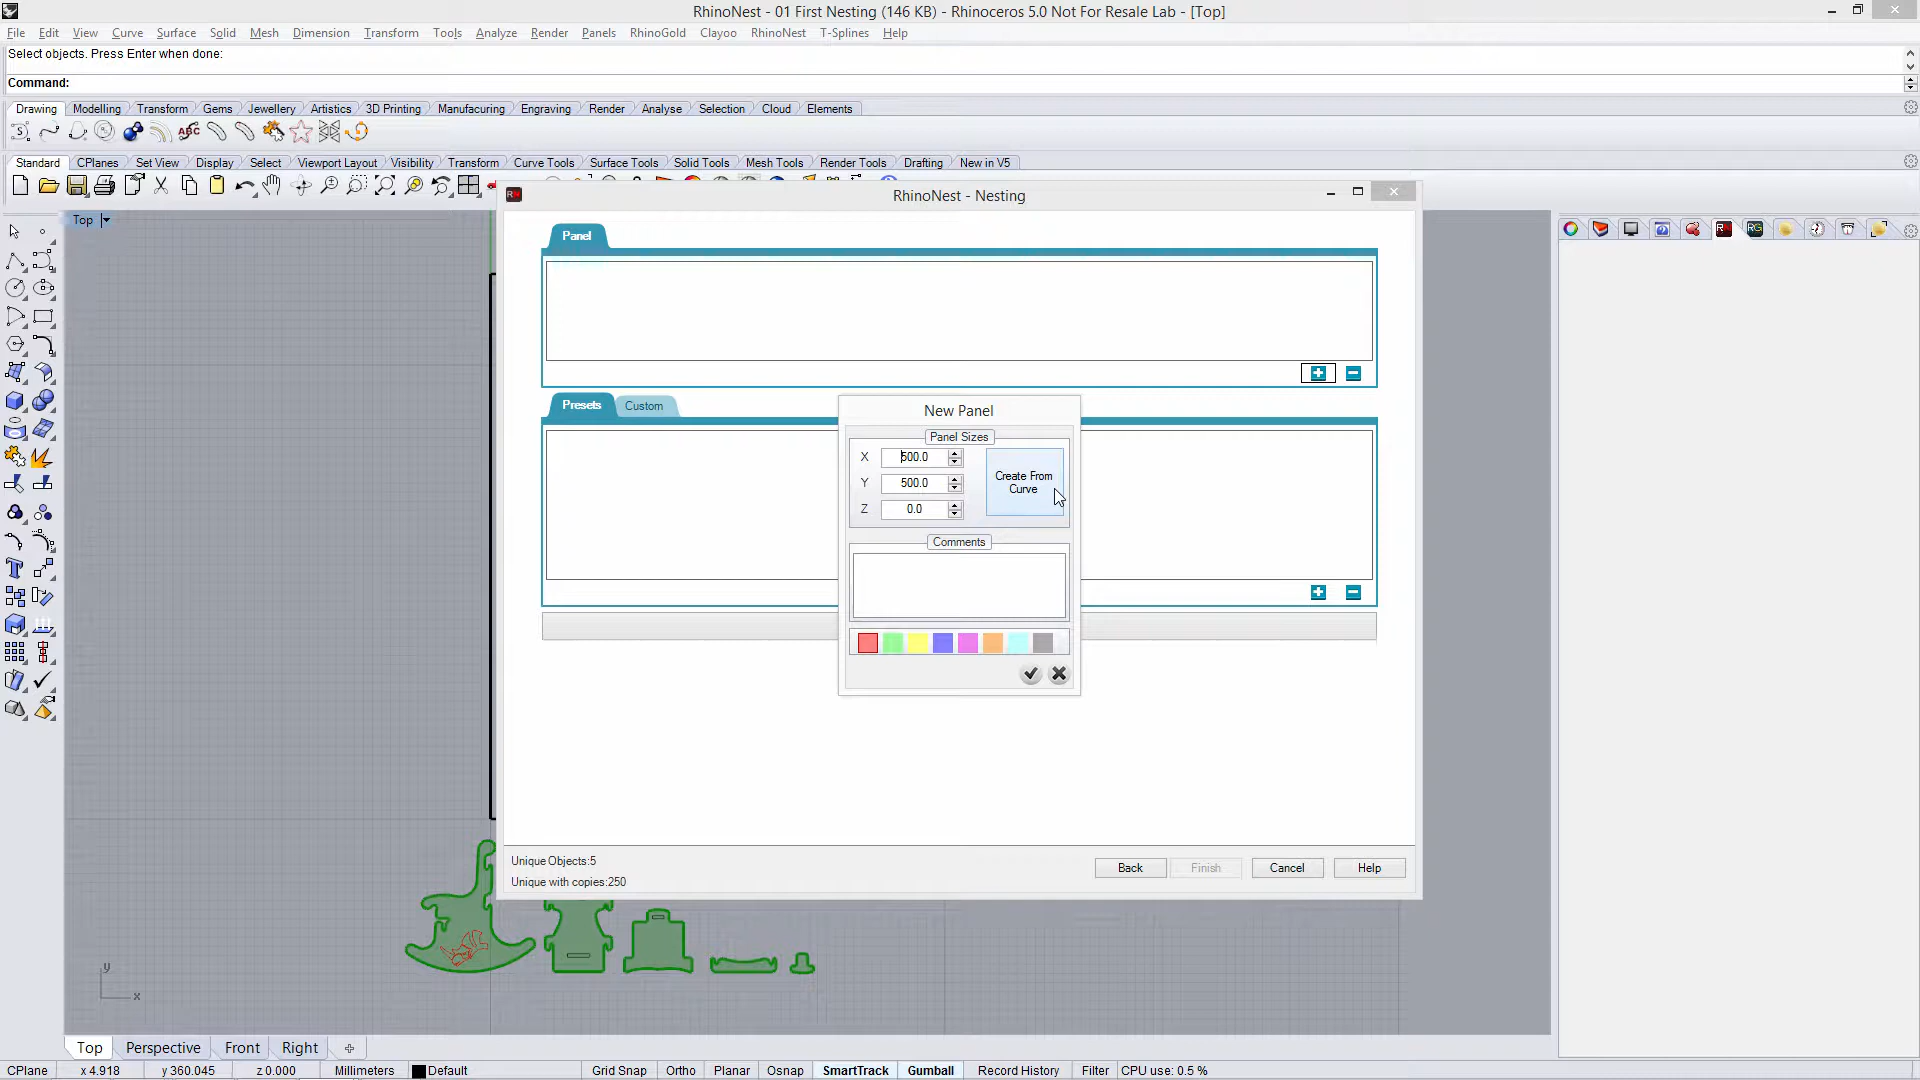 RhinoNest - 01 First Nesting (146 KB) - Rhinoceros 5.0 Not For Resale Lab - [Top]
File Edit View Curve Surface Solid Mesh Dimension Transform Tools Analyze Render Panels RhinoGold Clayoo RhinoNest T-Splines Help
Select objects. Press Enter when done:
Command:
Drawing Modelling Transform Gems Jewellery Artistics 3D Printing Manufacuring Engraving Render Analyse Selection Cloud Elements
ABC
Standard CPlanes Set View Display Select Viewport Layout Visibility Transform Curve Tools Surface Tools Solid Tools Mesh Tools Render Tools Drafting New in V5
RhinoNest - Nesting
Top
Panel
Presets Custom
New Panel
Panel Sizes
X 500.0
Y 500.0
Z 0.0
Create From
Curve
Comments
Unique Objects:5
Unique with copies:250
Back Finish Cancel Help
y
x
Top Perspective Front Right
CPlane x 4.918 y 360.045 z 0.000 Millimeters Default Grid Snap Ortho Planar Osnap SmartTrack Gumball Record History Filter CPU use: 0.5 %